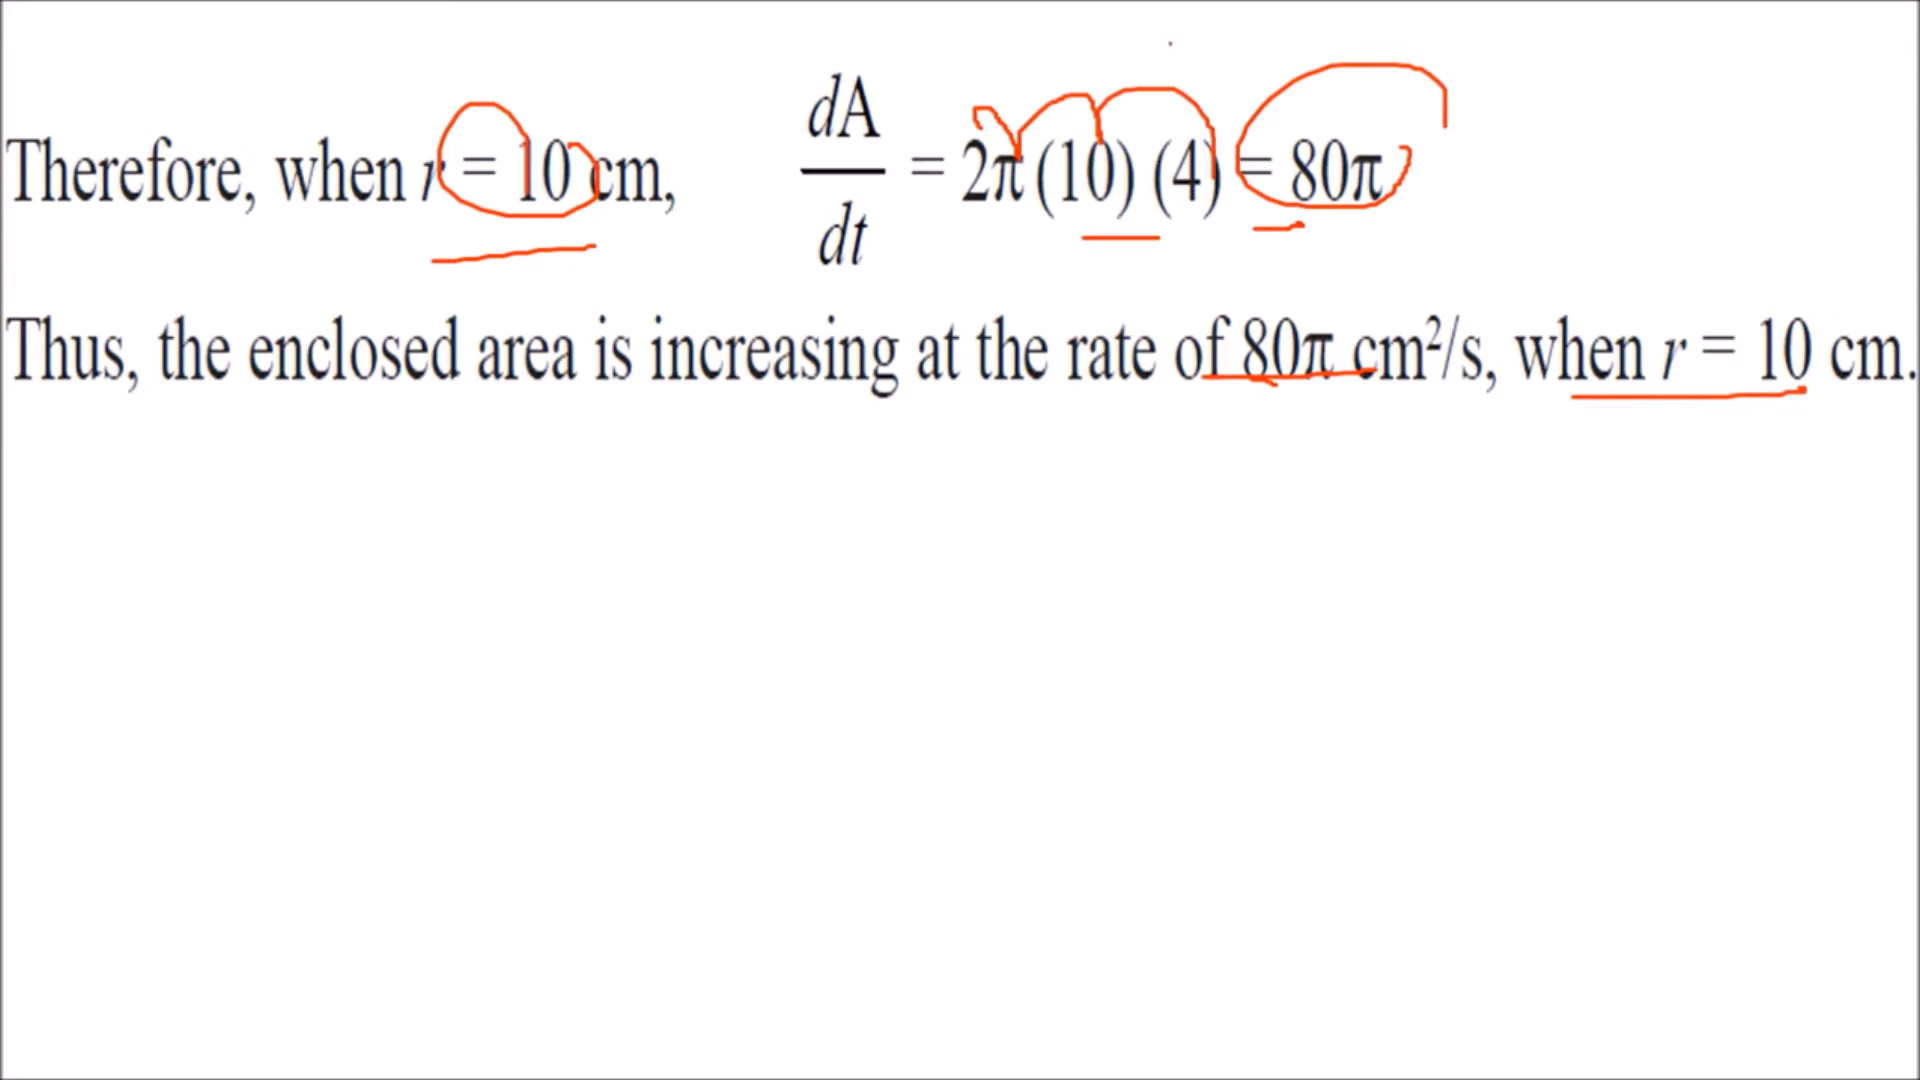 Therefore, when r = 10 cm, dA/dt = 2π (10) (4) = 80π
Thus, the enclosed area is increasing at the rate of 80π cm²/s, when r = 10 cm.